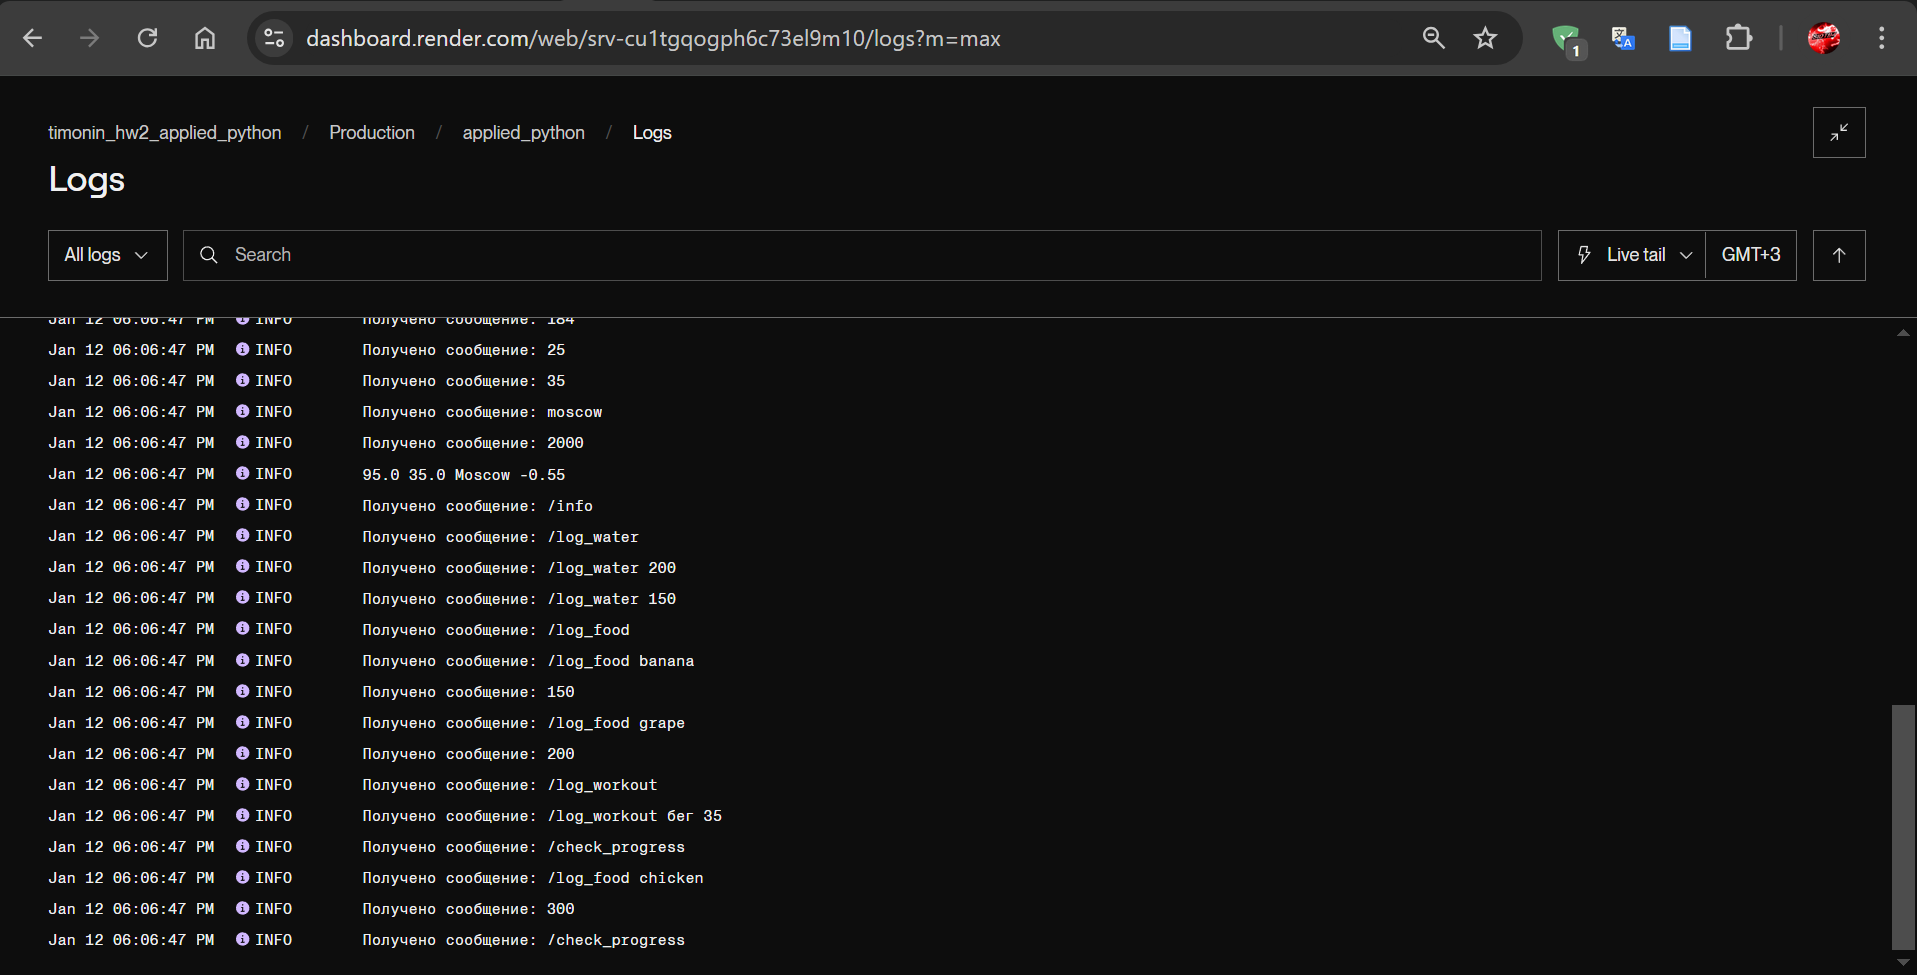 dashboard.render.com/web/srv-cu1tgqogph6c73el9m10/logs?m=max
1
timonin_hw2_applied_python / Production / applied_python / Logs
Logs
All logs Search Live tail GMT+3
Jan 12 06:06:47 PM INFO Получено сообщение: 184
Jan 12 06:06:47 PM INFO Получено сообщение: 25
Jan 12 06:06:47 PM INFO Получено сообщение: 35
Jan 12 06:06:47 PM INFO Получено сообщение: moscow
Jan 12 06:06:47 PM INFO Получено сообщение: 2000
Jan 12 06:06:47 PM INFO 95.0 35.0 Moscow -0.55
Jan 12 06:06:47 PM INFO Получено сообщение: /info
Jan 12 06:06:47 PM INFO Получено сообщение: /log_water
Jan 12 06:06:47 PM INFO Получено сообщение: /log_water 200
Jan 12 06:06:47 PM INFO Получено сообщение: /log_water 150
Jan 12 06:06:47 PM INFO Получено сообщение: /log_food
Jan 12 06:06:47 PM INFO Получено сообщение: /log_food banana
Jan 12 06:06:47 PM INFO Получено сообщение: 150
Jan 12 06:06:47 PM INFO Получено сообщение: /log_food grape
Jan 12 06:06:47 PM INFO Получено сообщение: 200
Jan 12 06:06:47 PM INFO Получено сообщение: /log_workout
Jan 12 06:06:47 PM INFO Получено сообщение: /log_workout бег 35
Jan 12 06:06:47 PM INFO Получено сообщение: /check_progress
Jan 12 06:06:47 PM INFO Получено сообщение: /log_food chicken
Jan 12 06:06:47 PM INFO Получено сообщение: 300
Jan 12 06:06:47 PM INFO Получено сообщение: /check_progress